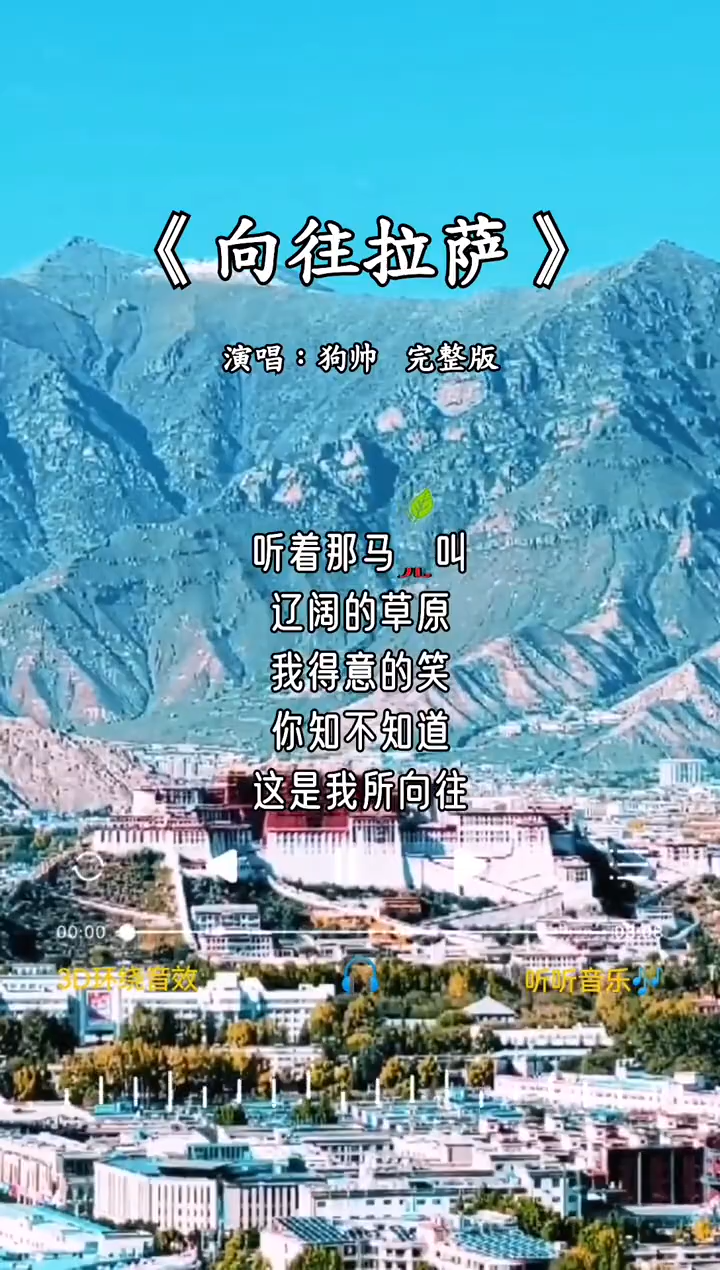 《向往拉萨》
演唱：狗帅 完整版
听着那马 叫
辽阔的草原
我得意的笑
你知不知道
这是我所向往
00:00
3D环绕音效
听听音乐